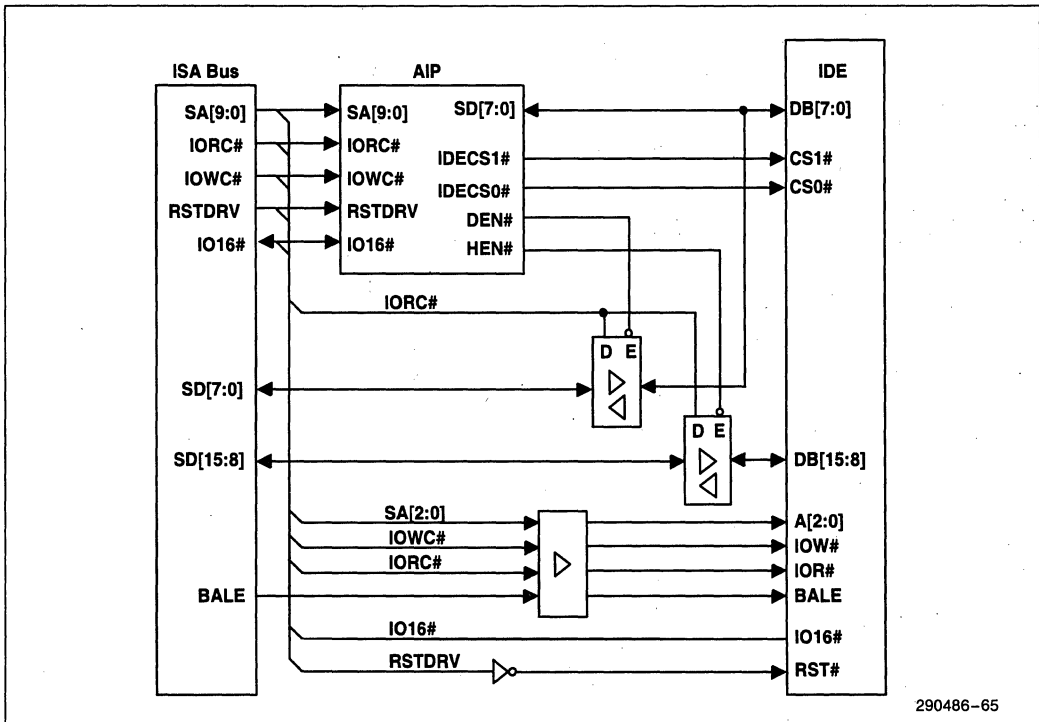 ISA Bus
AIP
IDE
SA[9:0]
IORC#
IOWC#
RSTDRV
IO16#
SA[9:0]
IORC#
IOWC#
RSTDRV
IO16#
SD[7:0]
IDECS1#
IDECS0#
DEN#
HEN#
DB[7:0]
CS1#
CS0#
IORC#
D E
SD[7:0]
D E
SD[15:8]
DB[15:8]
SA[2:0]
A[2:0]
IOWC#
IOW#
IORC#
IOR#
BALE
BALE
IO16#
IO16#
RSTDRV
RST#
290486-65